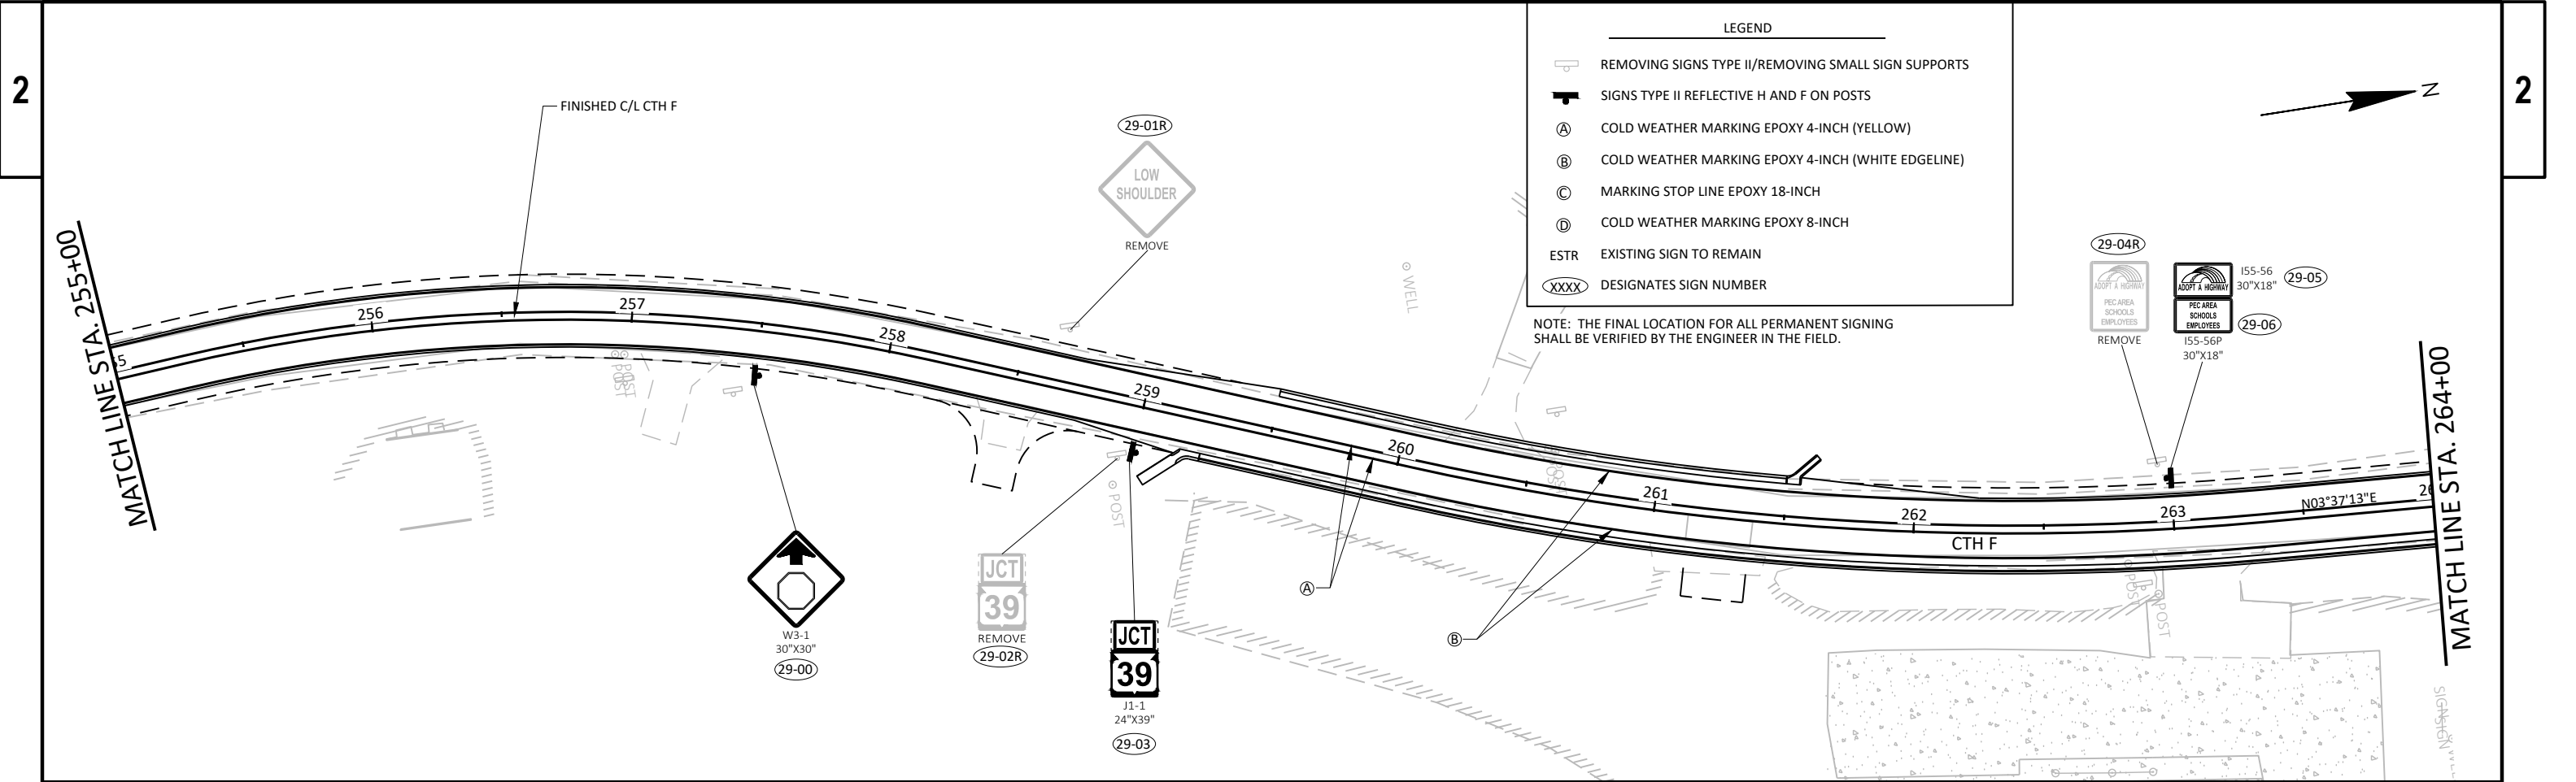 2
LEGEND
REMOVING SIGNS TYPE II/REMOVING SMALL SIGN SUPPORTS
SIGNS TYPE II REFLECTIVE H AND F ON POSTS
A COLD WEATHER MARKING EPOXY 4-INCH (YELLOW)
B COLD WEATHER MARKING EPOXY 4-INCH (WHITE EDGELINE)
C MARKING STOP LINE EPOXY 18-INCH
D COLD WEATHER MARKING EPOXY 8-INCH
ESTR EXISTING SIGN TO REMAIN
XXXX DESIGNATES SIGN NUMBER
NOTE: THE FINAL LOCATION FOR ALL PERMANENT SIGNING
SHALL BE VERIFIED BY THE ENGINEER IN THE FIELD.
N
2
FINISHED C/L CTH F
29-01R
LOW
SHOULDER
REMOVE
MATCH LINE STA. 255+00
256
257
258
259
260
261
262
263
N03°37'13"E
CTH F
MATCH LINE STA. 264+00
WELL
POST
POST
POST
POST
POST
POST
POST
29-04R
ADOPT A HIGHWAY
PEC AREA
SCHOOLS
EMPLOYEES
REMOVE
ADOPT A HIGHWAY
I55-56
30"X18"
29-05
PEC AREA
SCHOOLS
EMPLOYEES
29-06
I55-56P
30"X18"
W3-1
30"X30"
29-00
JCT
39
REMOVE
29-02R
JCT
39
J1-1
24"X39"
29-03
A
B
SIGN
SIGN